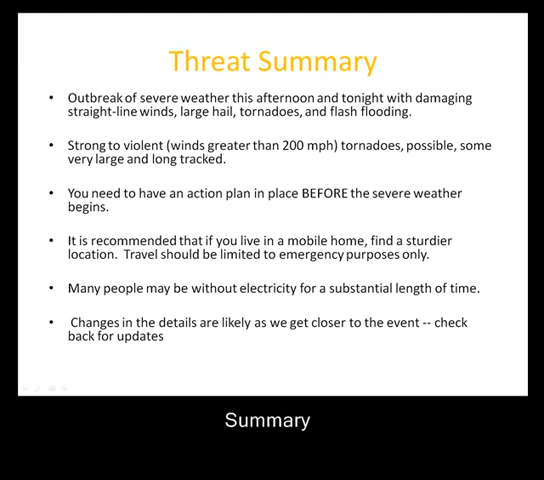 Threat Summary
• Outbreak of severe weather this afternoon and tonight with damaging
straight-line winds, large hail, tornadoes, and flash flooding.
• Strong to violent (winds greater than 200 mph) tornadoes, possible, some
very large and long tracked.
• You need to have an action plan in place BEFORE the severe weather
begins.
• It is recommended that if you live in a mobile home, find a sturdier
location. Travel should be limited to emergency purposes only.
• Many people may be without electricity for a substantial length of time.
• Changes in the details are likely as we get closer to the event -- check
back for updates
Summary